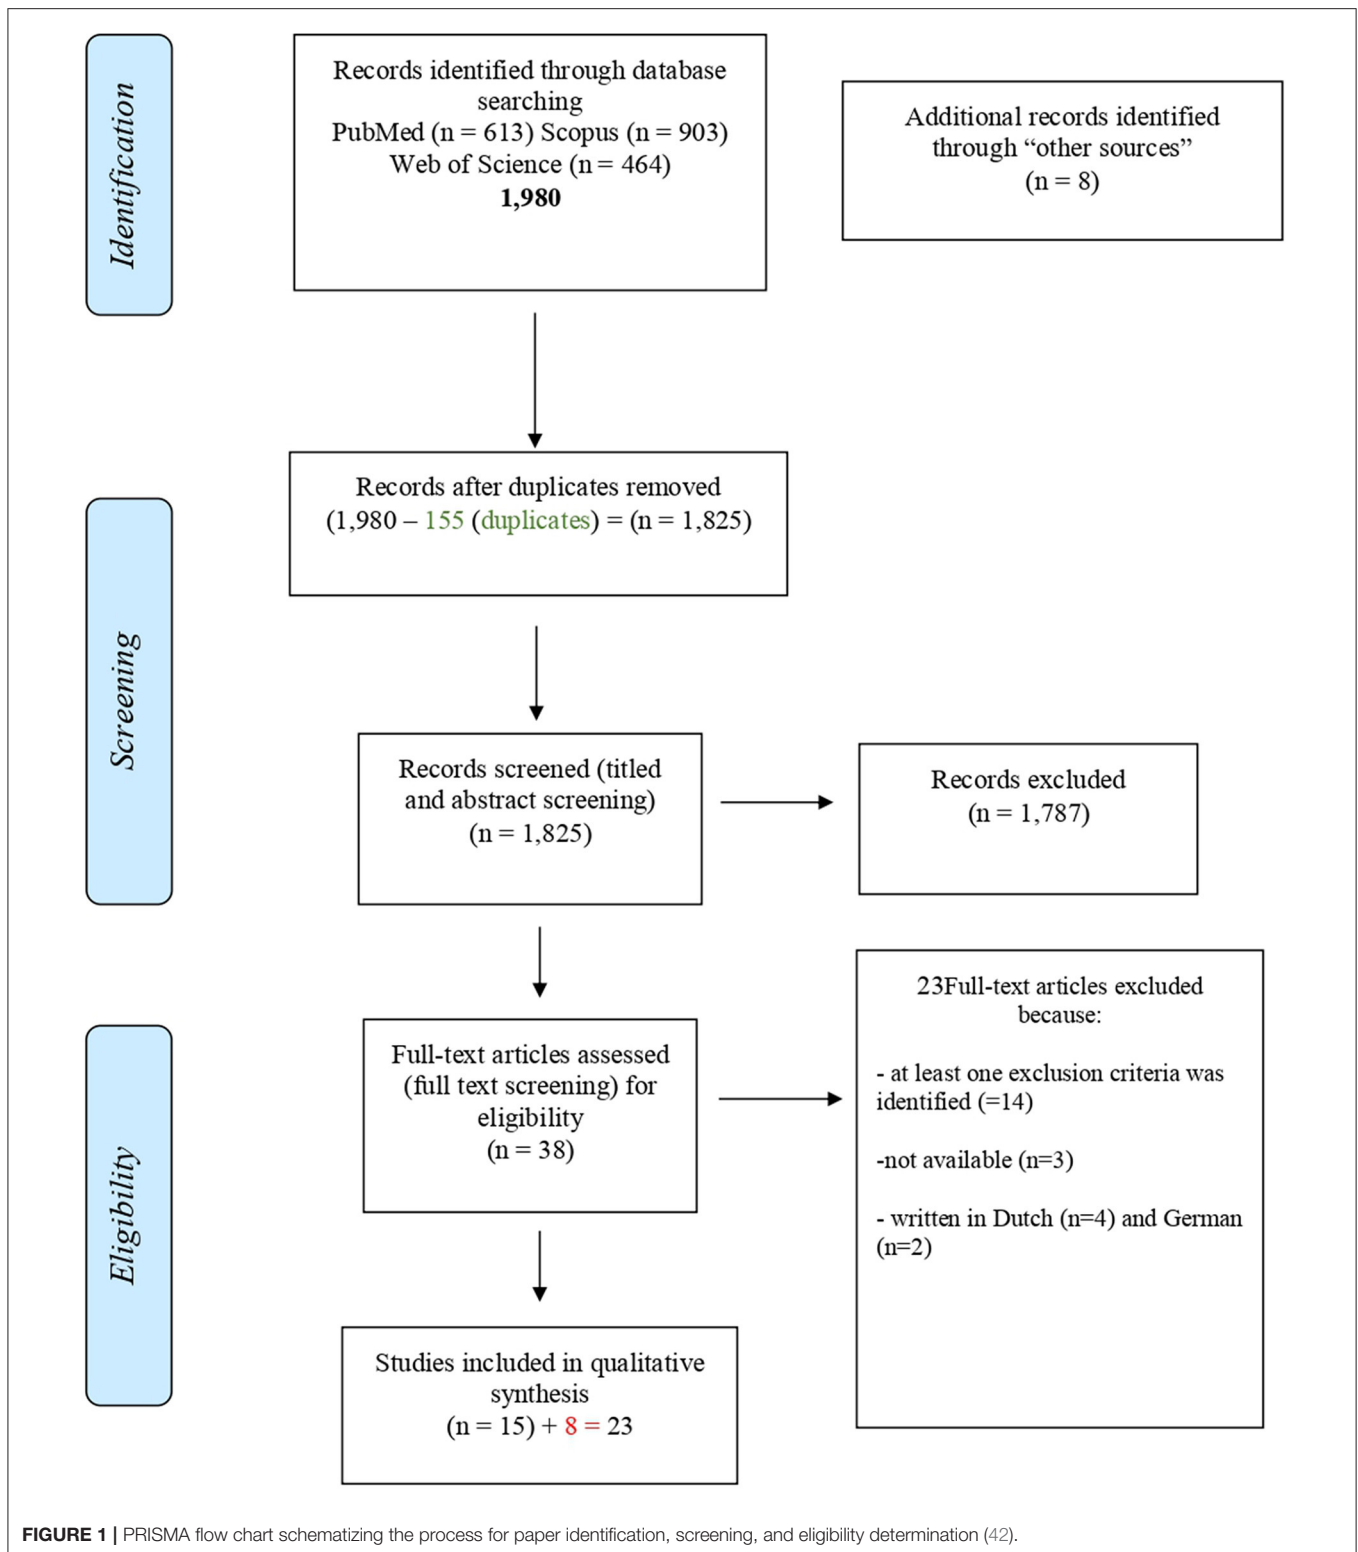 Identification
Records identified through database
searching
PubMed (n = 613) Scopus (n = 903)
Web of Science (n = 464)
1,980
Additional records identified
through “other sources”
(n = 8)
Screening
Records after duplicates removed
(1,980 – 155 (duplicates) = (n = 1,825)
Records screened (titled
and abstract screening)
(n = 1,825)
Records excluded
(n = 1,787)
Eligibility
Full-text articles assessed
(full text screening) for
eligibility
(n = 38)
23Full-text articles excluded
because:
- at least one exclusion criteria was
identified (=14)
-not available (n=3)
- written in Dutch (n=4) and German
(n=2)
Studies included in qualitative
synthesis
(n = 15) + 8 = 23
FIGURE 1 | PRISMA flow chart schematizing the process for paper identification, screening, and eligibility determination (42).